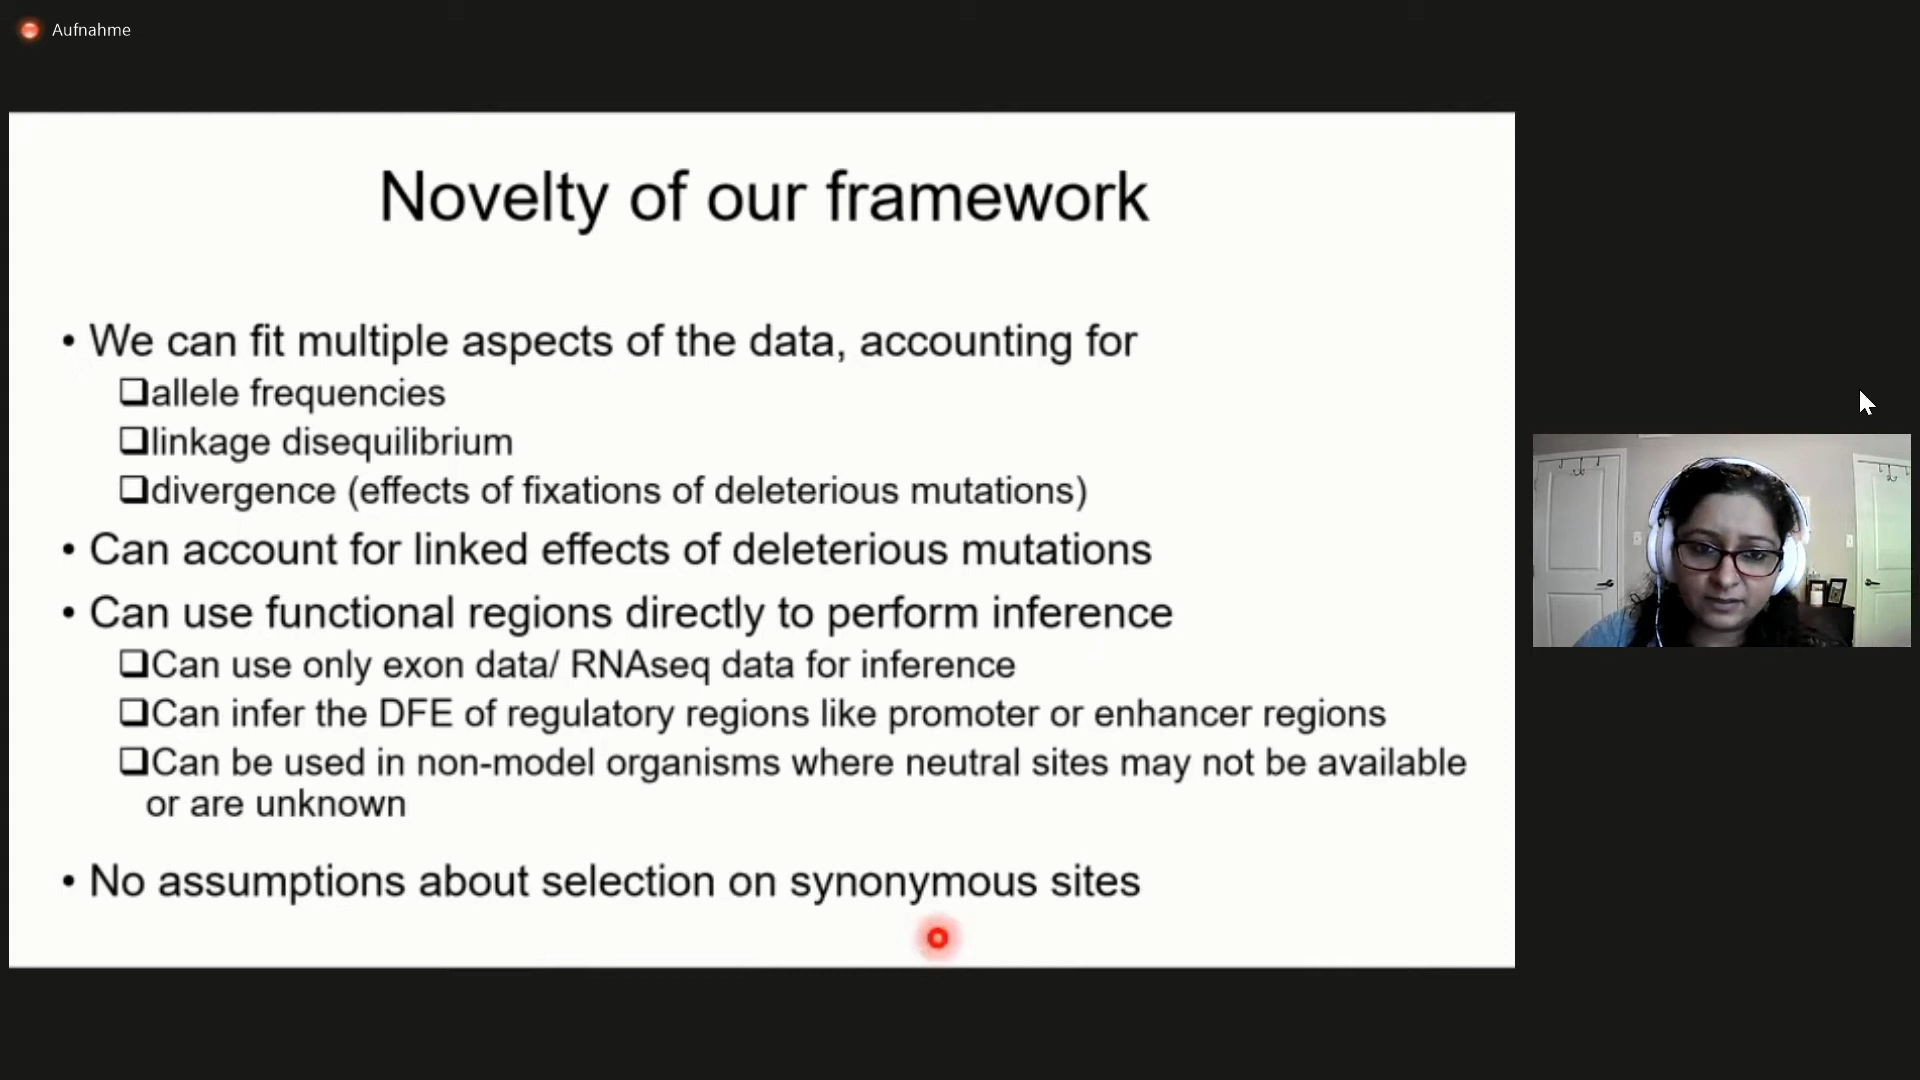 Aufnahme
Novelty of our framework
• We can fit multiple aspects of the data, accounting for
❑allele frequencies
❑linkage disequilibrium
❑divergence (effects of fixations of deleterious mutations)
• Can account for linked effects of deleterious mutations
• Can use functional regions directly to perform inference
❑Can use only exon data/ RNAseq data for inference
❑Can infer the DFE of regulatory regions like promoter or enhancer regions
❑Can be used in non-model organisms where neutral sites may not be available
or are unknown
• No assumptions about selection on synonymous sites